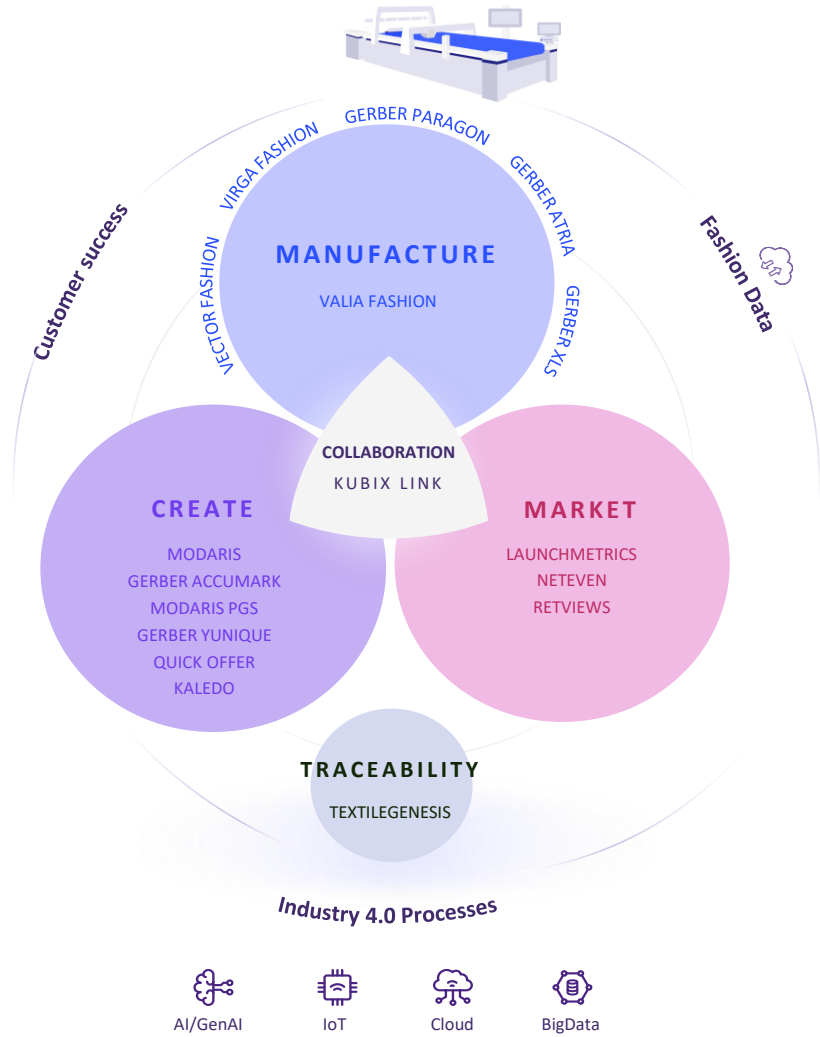 GERBER PARAGON
VIRGA FASHION
GERBER ATRIA
VECTOR FASHION
GERBER XLS
Customer success
Fashion Data
MANUFACTURE
VALIA FASHION
COLLABORATION
KUBIX LINK
CREATE
MODARIS
GERBER ACCUMARK
MODARIS PGS
GERBER YUNIQUE
QUICK OFFER
KALEDO
MARKET
LAUNCHMETRICS
NETEVEN
RETVIEWS
TRACEABILITY
TEXTILEGENESIS
Industry 4.0 Processes
AI/GenAI
IoT
Cloud
BigData